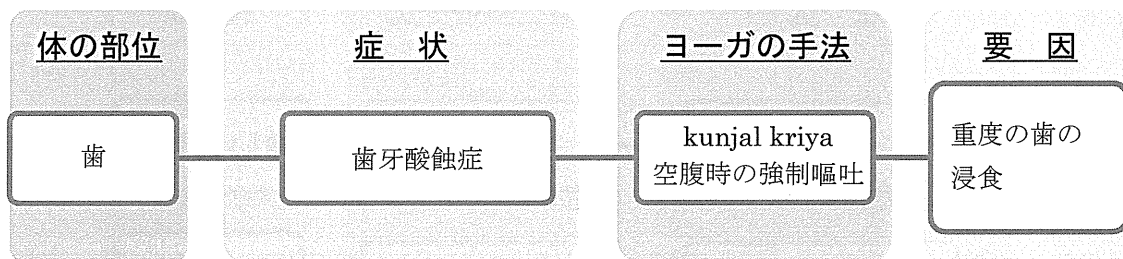 体の部位
症 状
ヨーガの手法
要 因
歯
歯牙酸蝕症
kunjal kriya
空腹時の強制嘔吐
重度の歯の
浸食